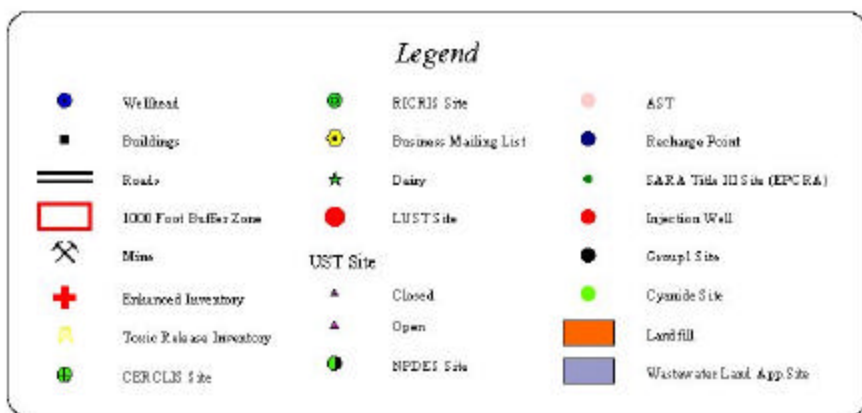 Legend
Wellhead
Buildings
Roads
1000 Foot Buffer Zone
Mine
Enhanced Inventory
Toxic Release Inventory
CERCLIS Site
RICRIS Site
Business Mailing List
Dairy
LUST Site
UST Site
Closed
Open
NPDES Site
AST
Recharge Point
SARA Title III Site (EPCRA)
Injection Well
Group1 Site
Cyanide Site
Landfill
Wastewater Land App.Site